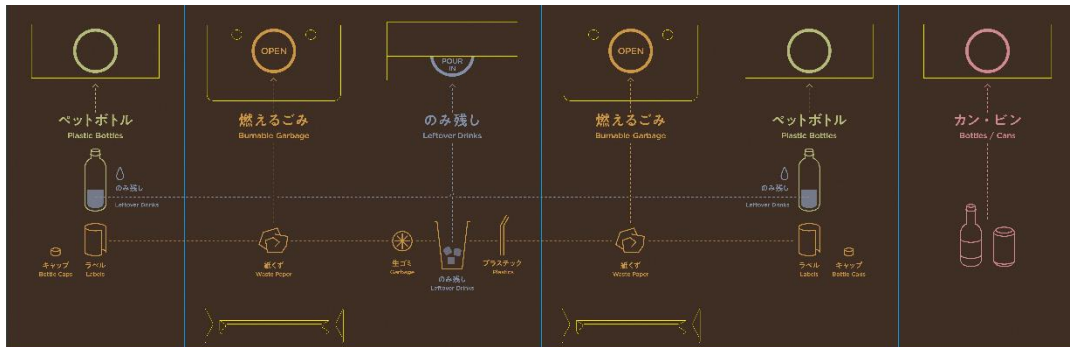 OPEN
POUR
IN
OPEN
ペットボトル
Plastic Bottles
燃えるごみ
Burnable Garbage
のみ残し
Leftover Drinks
燃えるごみ
Burnable Garbage
ペットボトル
Plastic Bottles
カン・ビン
Bottles / Cans
のみ残し
Leftover Drinks
のみ残し
Leftover Drinks
キャップ
Bottle Caps
ラベル
Labels
紙くず
Waste Paper
生ゴミ
Garbage
のみ残し
Leftover Drinks
プラスチック
Plastics
紙くず
Waste Paper
ラベル
Labels
キャップ
Bottle Caps